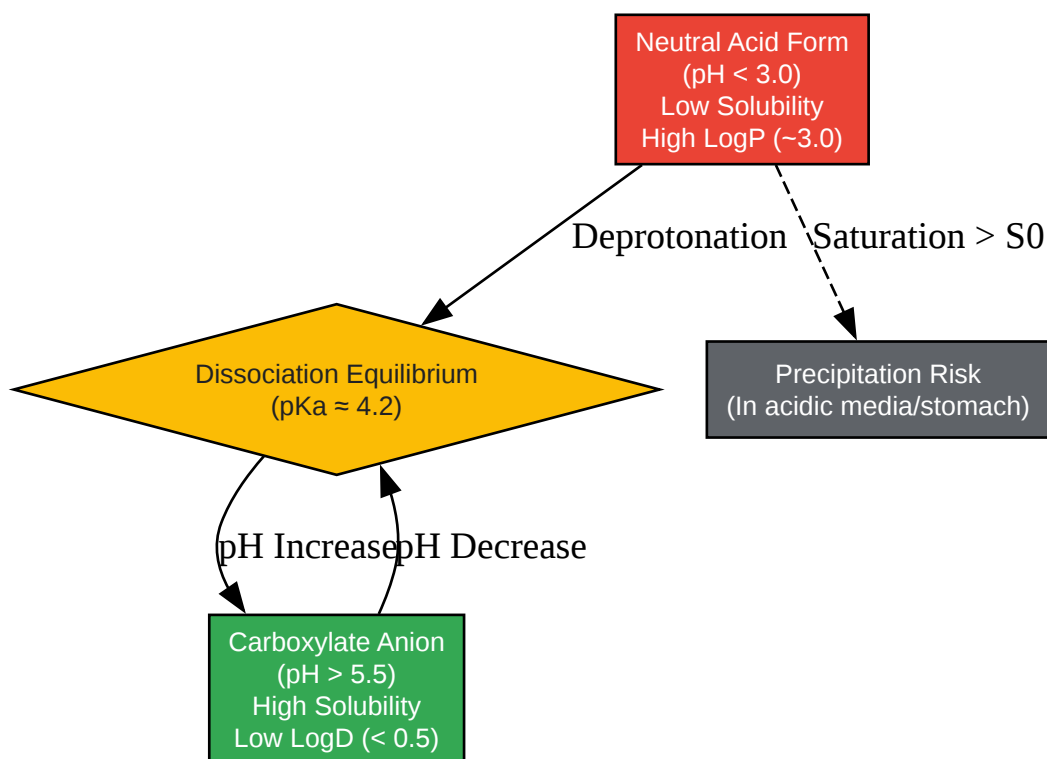 Neutral Acid Form
(pH < 3.0)
Low Solubility
High LogP (~3.0)
Deprotonation
Saturation > S0
Dissociation Equilibrium
(pKa ≈ 4.2)
Precipitation Risk
(In acidic media/stomach)
pH Increase
pH Decrease
Carboxylate Anion
(pH > 5.5)
High Solubility
Low LogD (< 0.5)